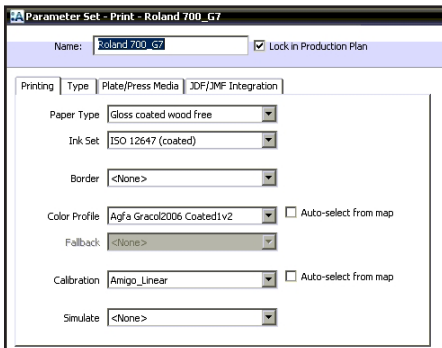 Parameter Set - Print - Roland 700_G7
Name: Roland 700_G7 Lock in Production Plan
Printing Type Plate/Press Media JDF/JMF Integration
Paper Type Gloss coated wood free
Ink Set ISO 12647 (coated)
Border <None>
Color Profile Agfa Gracol2006 Coated1v2 Auto-select from map
Fallback <None>
Calibration Amigo_Linear Auto-select from map
Simulate <None>